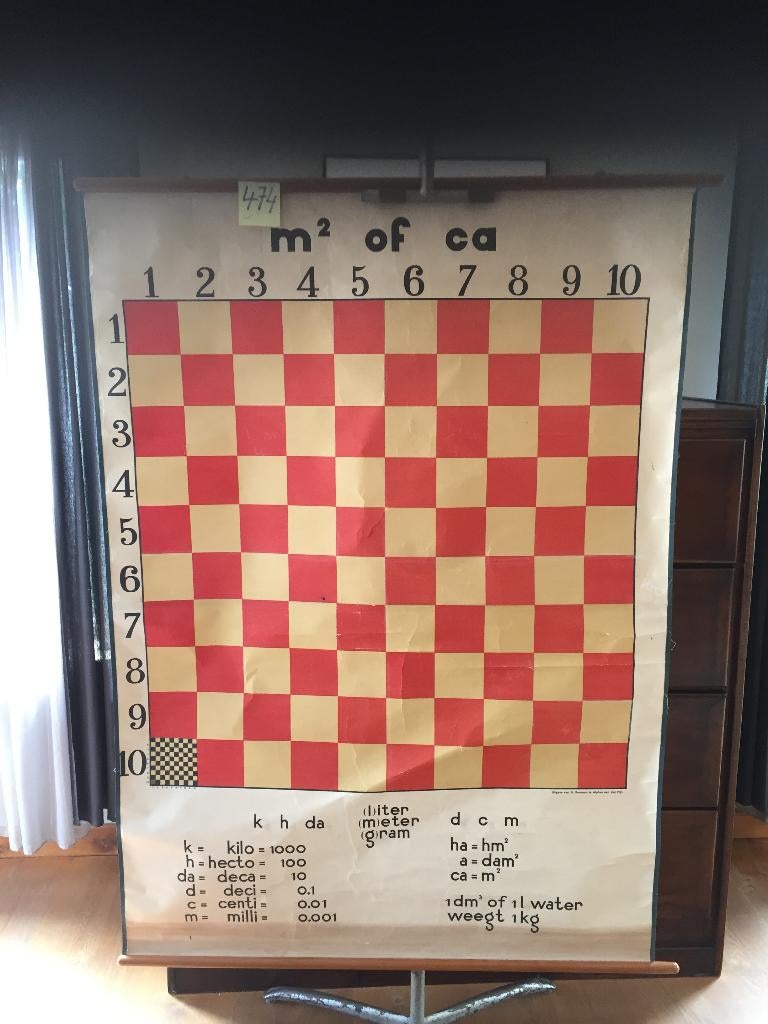 474
m² of ca
1 2 3 4 5 6 7 8 9 10
1
2
3
4
5
6
7
8
9
10
k h da (l)iter (m)eter (g)ram d c m
k = kilo = 1000
h = hecto = 100
da = deca = 10
d = deci = 0.1
c = centi = 0.01
m = milli = 0.001
ha = hm²
a = dam²
ca = m²
1 dm³ of 1 l water
weegt 1 kg